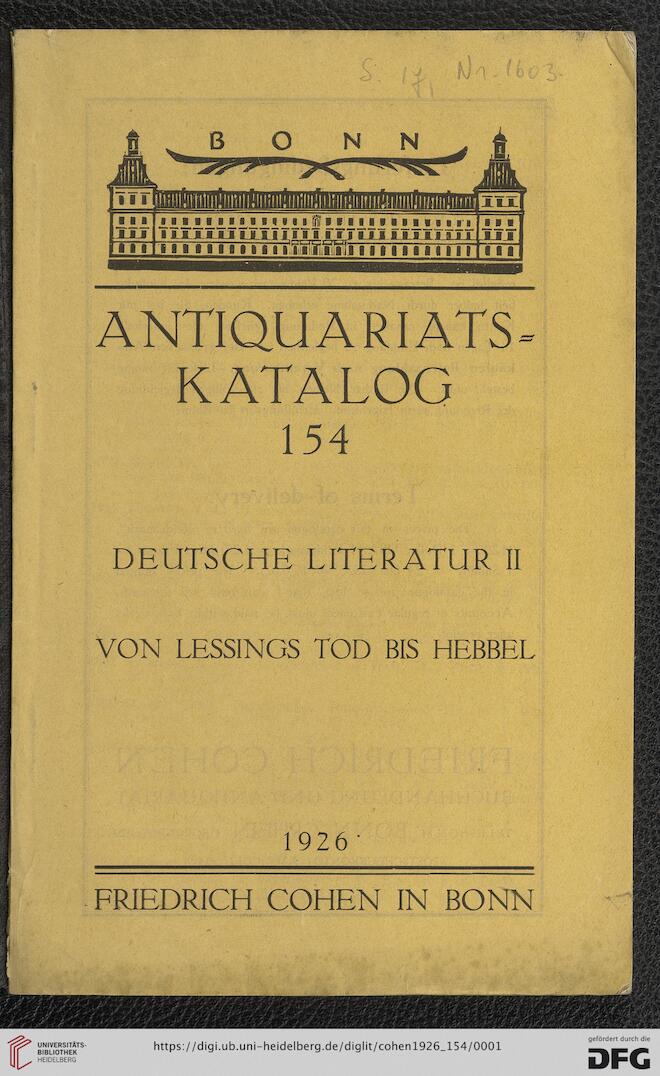 S. 17, Nr. 1603.
BONN
ANTIQUARIATS-
KATALOG
154
DEUTSCHE LITERATUR II
VON LESSINGS TOD BIS HEBBEL
1926
FRIEDRICH COHEN IN BONN
UNIVERSITÄTS-
BIBLIOTHEK
HEIDELBERG
https://digi.ub.uni-heidelberg.de/diglit/cohen1926_154/0001
gefördert durch die
DFG